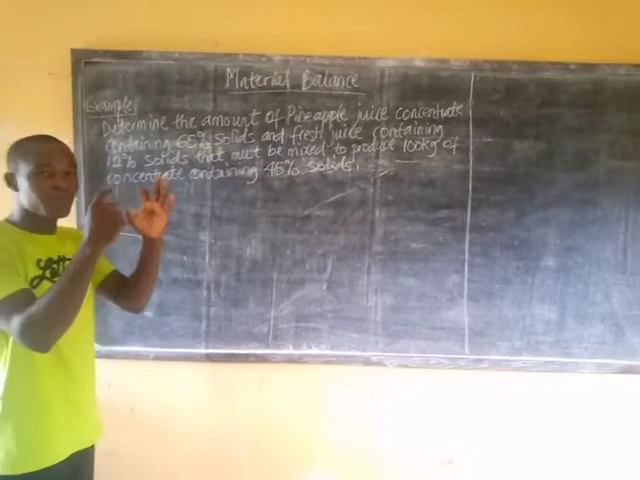 Material Balance
Example
Determine the amount of Pineapple juice concentrate
containing 65% Solids and fresh juice containing
12% Solids that must be mixed to produce 100kg of
concentrate containing 45% solids.